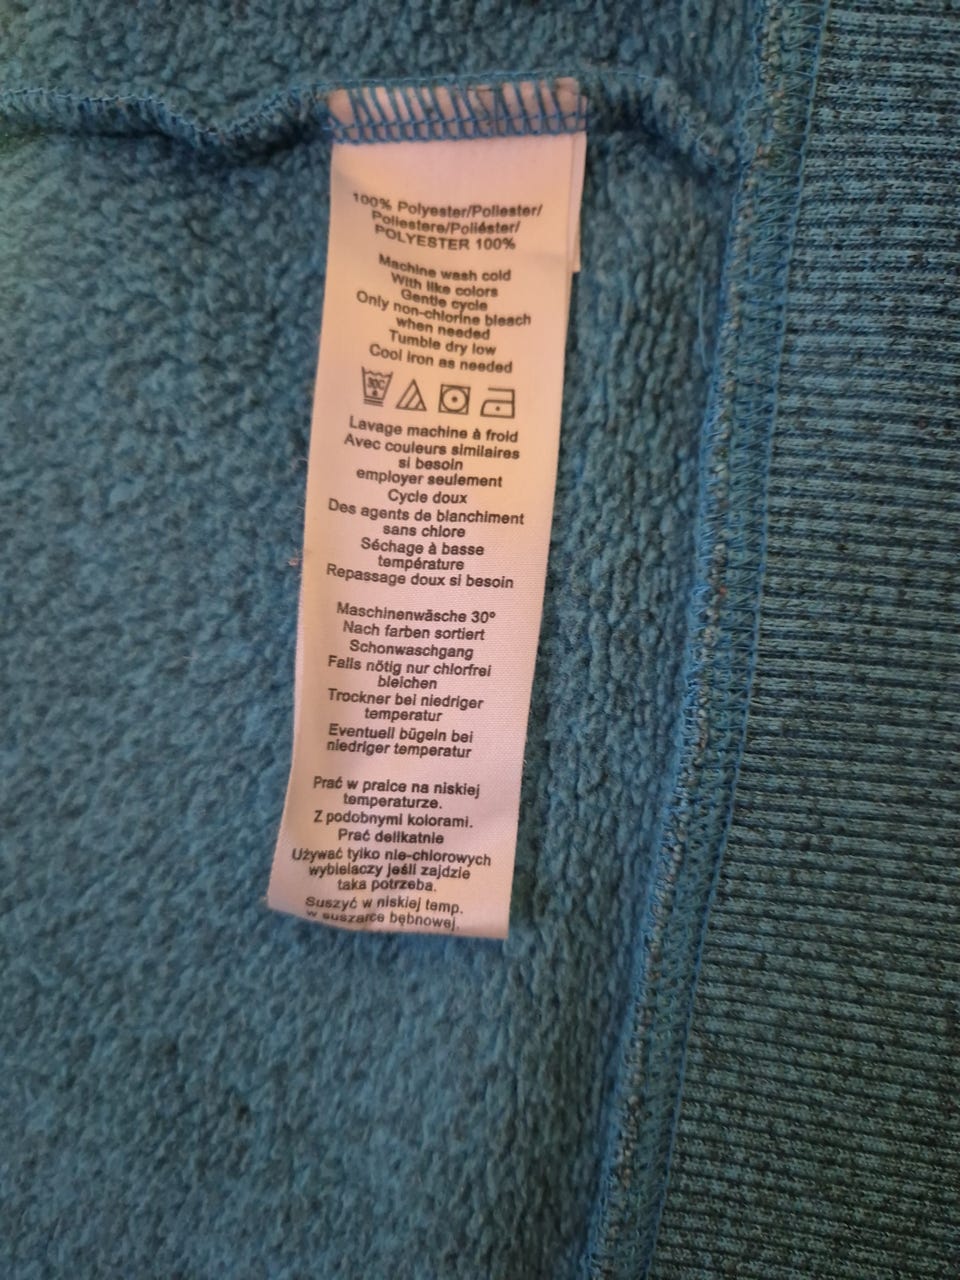 100% Polyester/Poliester/
Poliestere/Poliéster/
POLYESTER 100%
Machine wash cold
With like colors
Gentle cycle
Only non-chlorine bleach
when needed
Tumble dry low
Cool iron as needed
30C
Lavage machine à froid
Avec couleurs similaires
si besoin
employer seulement
Cycle doux
Des agents de blanchiment
sans chlore
Séchage à basse
température
Repassage doux si besoin
Maschinenwäsche 30º
Nach farben sortiert
Schonwaschgang
Falls nötig nur chlorfrei
bleichen
Trockner bei niedriger
temperatur
Eventuell bügeln bei
niedriger temperatur
Prać w pralce na niskiej
temperaturze.
Z podobnymi kolorami.
Prać delikatnie
Używać tylko nie-chlorowych
wybielaczy jeśli zajdzie
taka potrzeba.
Suszyć w niskiej temp.
w suszarce bębnowej.